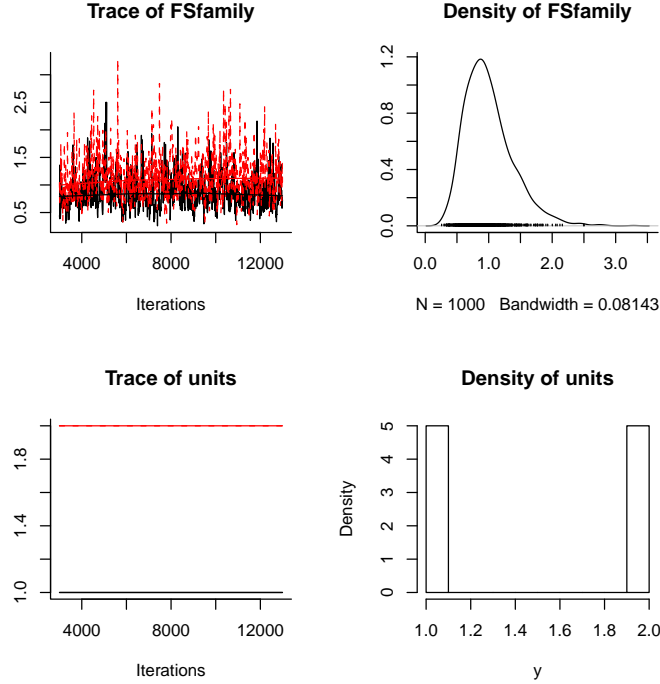 Trace of FSfamily
0.5 1.5 2.5
4000 8000 12000
Iterations
Density of FSfamily
0.0 0.4 0.8 1.2
0.0 1.0 2.0 3.0
N = 1000 Bandwidth = 0.08143
Trace of units
1.0 1.4 1.8
4000 8000 12000
Iterations
Density of units
Density
0 1 2 3 4 5
1.0 1.2 1.4 1.6 1.8 2.0
y